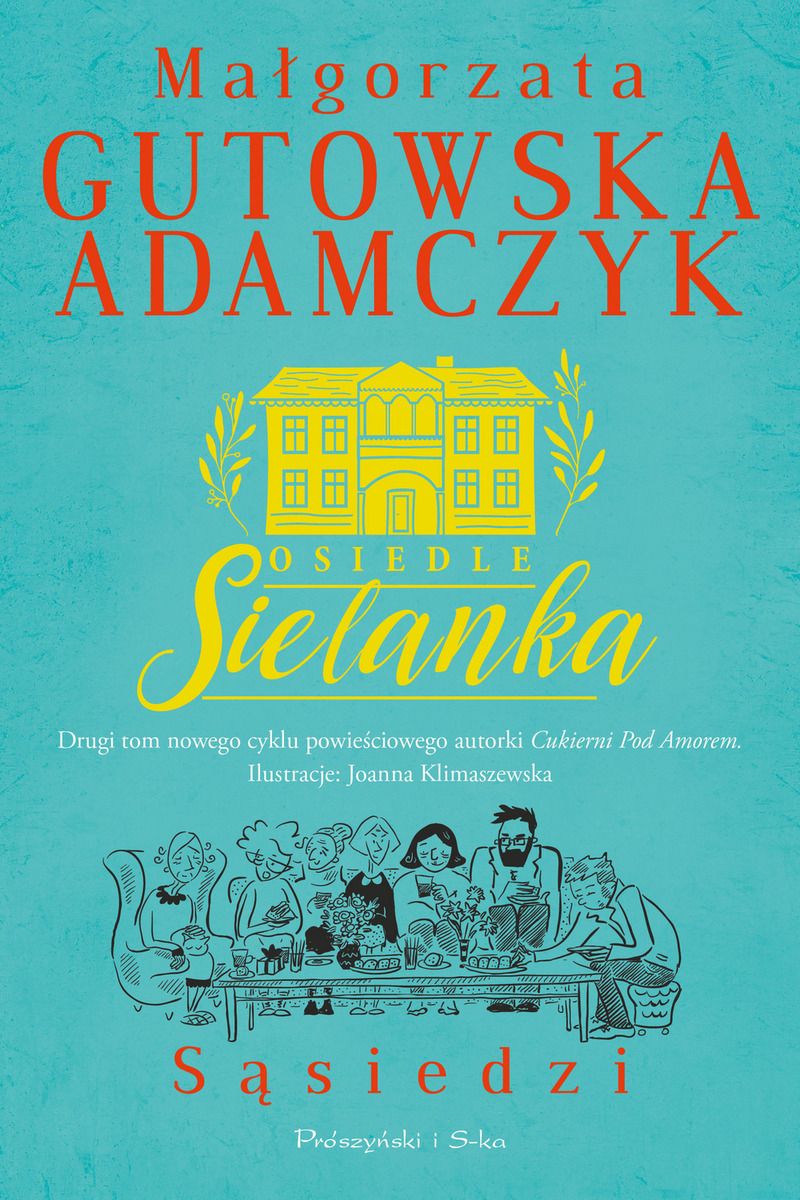 Małgorzata
GUTOWSKA
ADAMCZYK
OSIEDLE
Sielanka
Drugi tom nowego cyklu powieściowego autorki Cukierni Pod Amorem.
Ilustracje: Joanna Klimaszewska
Sąsiedzi
Prószyński i S-ka